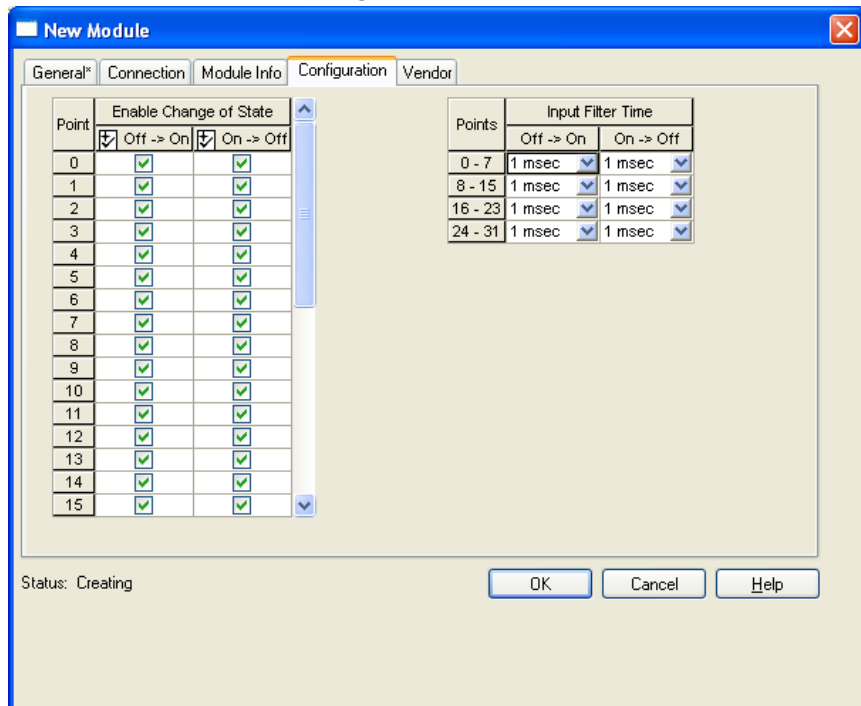 New Module
General* Connection Module Info Configuration Vendor
Point Enable Change of State
Off -> On On -> Off
0
1
2
3
4
5
6
7
8
9
10
11
12
13
14
15
Points Input Filter Time
Off -> On On -> Off
0 - 7 1 msec 1 msec
8 - 15 1 msec 1 msec
16 - 23 1 msec 1 msec
24 - 31 1 msec 1 msec
Status: Creating OK Cancel Help